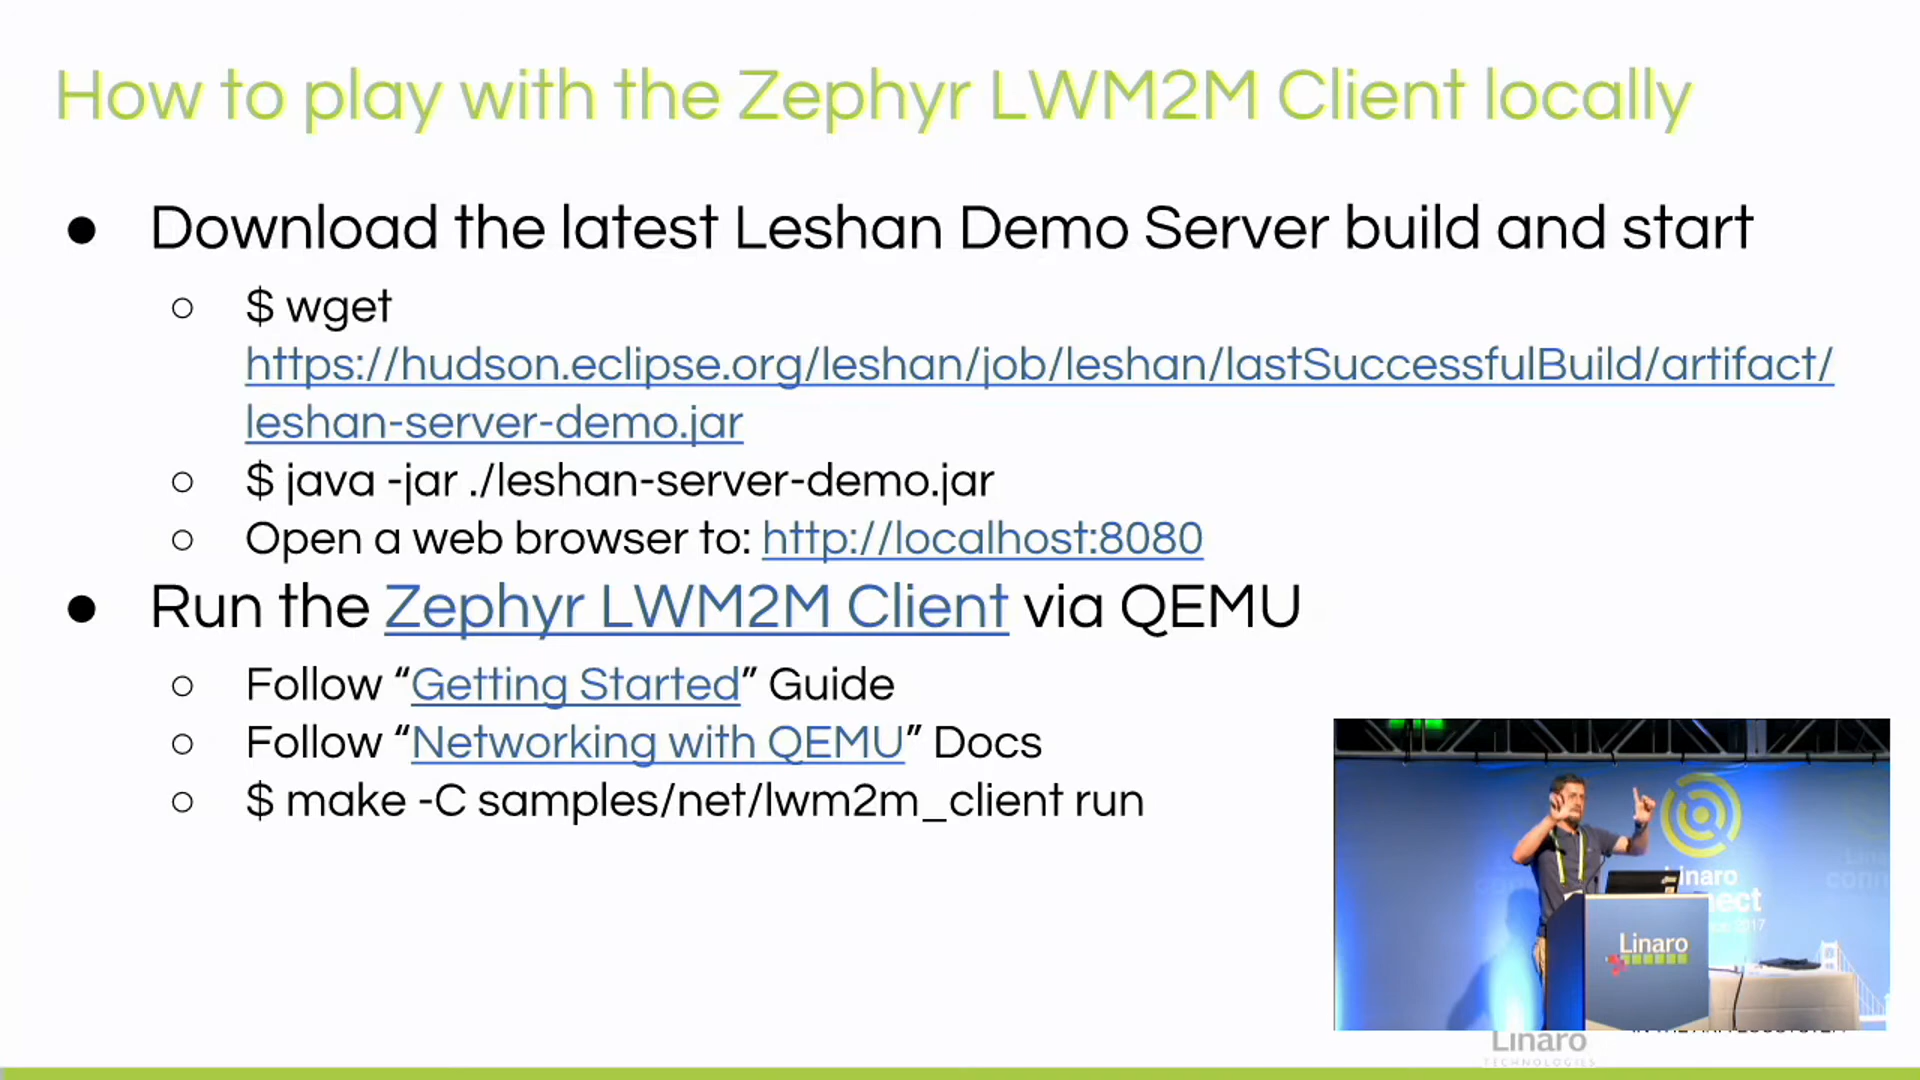 How to play with the Zephyr LWM2M Client locally
● Download the latest Leshan Demo Server build and start
○ $ wget
https://hudson.eclipse.org/leshan/job/leshan/lastSuccessfulBuild/artifact/
leshan-server-demo.jar
○ $ java -jar ./leshan-server-demo.jar
○ Open a web browser to: http://localhost:8080
● Run the Zephyr LWM2M Client via QEMU
○ Follow “Getting Started” Guide
○ Follow “Networking with QEMU” Docs
○ $ make -C samples/net/lwm2m_client run
Linaro
2017
Linaro
Linaro
TECHNOLOGIES